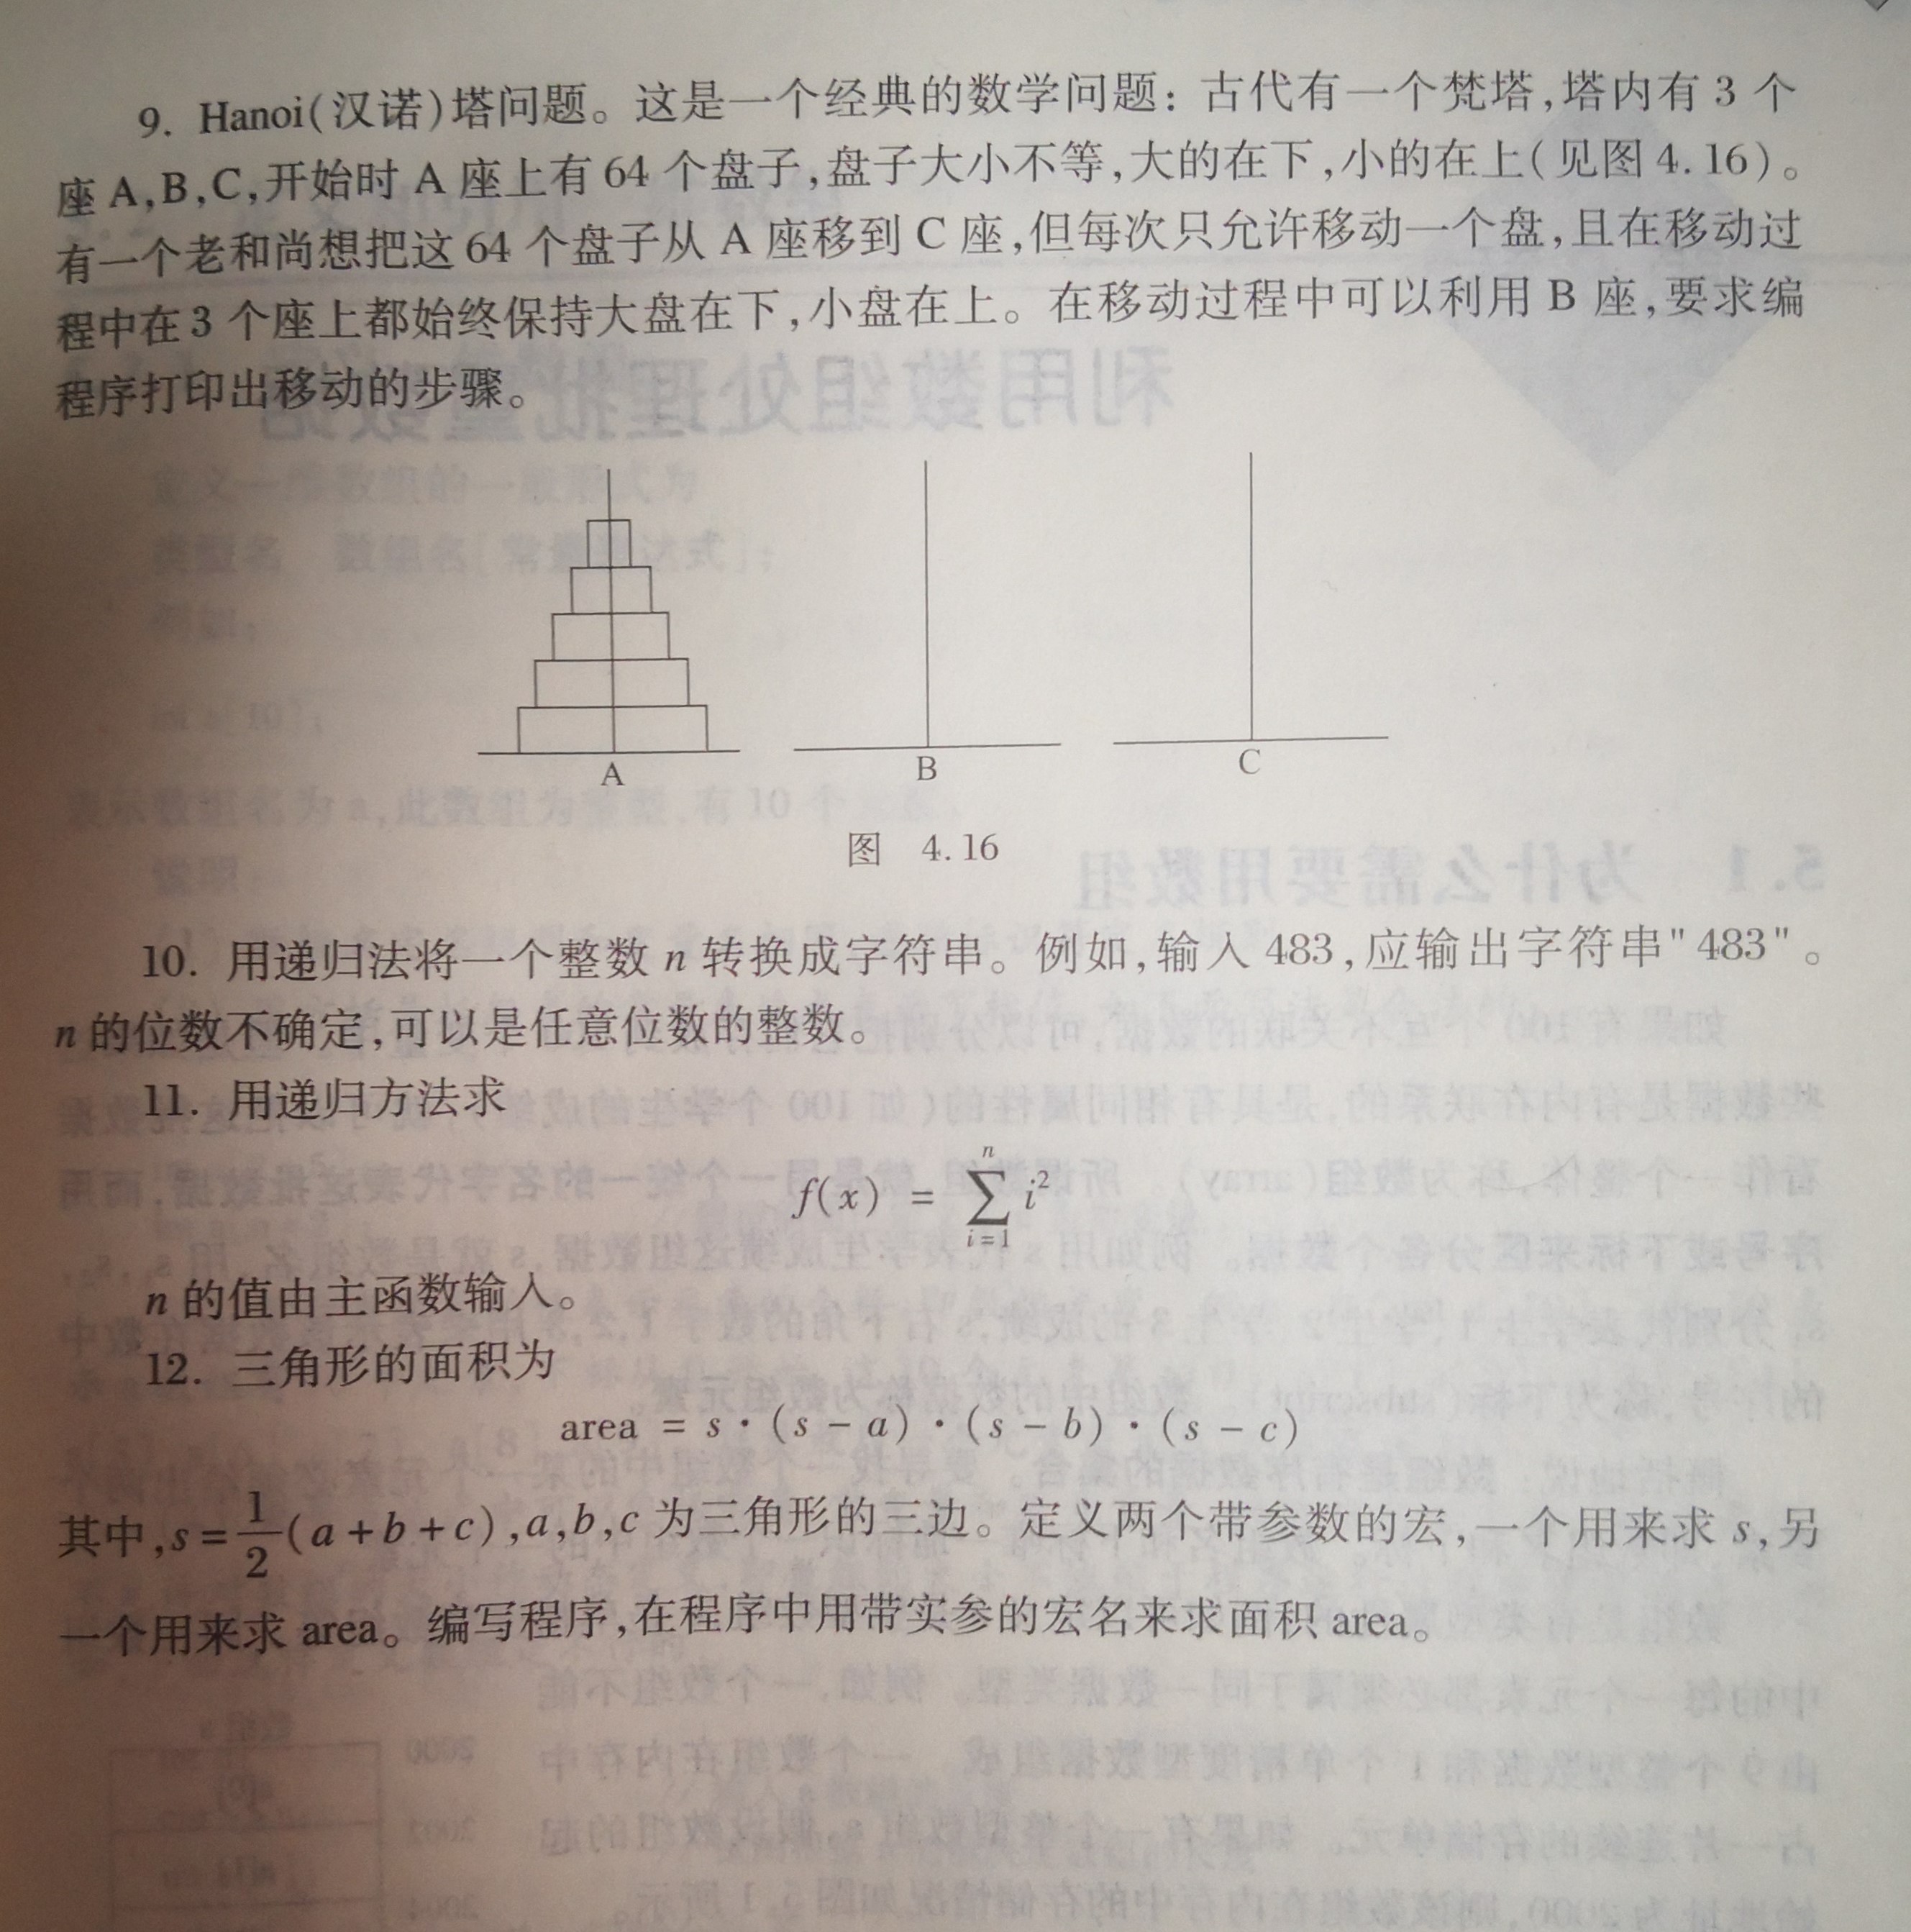 9. Hanoi(汉诺)塔问题。这是一个经典的数学问题：古代有一个梵塔,塔内有 3 个
座 A,B,C,开始时 A 座上有 64 个盘子,盘子大小不等,大的在下,小的在上(见图 4.16)。
有一个老和尚想把这 64 个盘子从 A 座移到 C 座,但每次只允许移动一个盘,且在移动过
程中在 3 个座上都始终保持大盘在下,小盘在上。在移动过程中可以利用 B 座,要求编
程序打印出移动的步骤。
A B C
图 4.16
10. 用递归法将一个整数 n 转换成字符串。例如,输入 483,应输出字符串"483"。
n 的位数不确定,可以是任意位数的整数。
11. 用递归方法求
f(x) = ∑_{i=1}^{n} i²
n 的值由主函数输入。
12. 三角形的面积为
area = s·(s-a)·(s-b)·(s-c)
其中,s=1/2(a+b+c),a,b,c 为三角形的三边。定义两个带参数的宏,一个用来求 s,另
一个用来求 area。编写程序,在程序中用带实参的宏名来求面积 area。